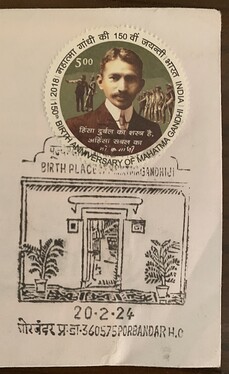 150वीं जयन्ती महात्मा गांधी की 2018
भारत INDIA
150th BIRTH ANNIVERSARY OF MAHATMA GANDHI
5.00
हिंसा दुर्बल का शस्त्र है,
अहिंसा सबल का
BIRTH PLACE GANDHIJI
20-2-24
पोरबंदर प्र.डा-360575 PORBANDAR H.O